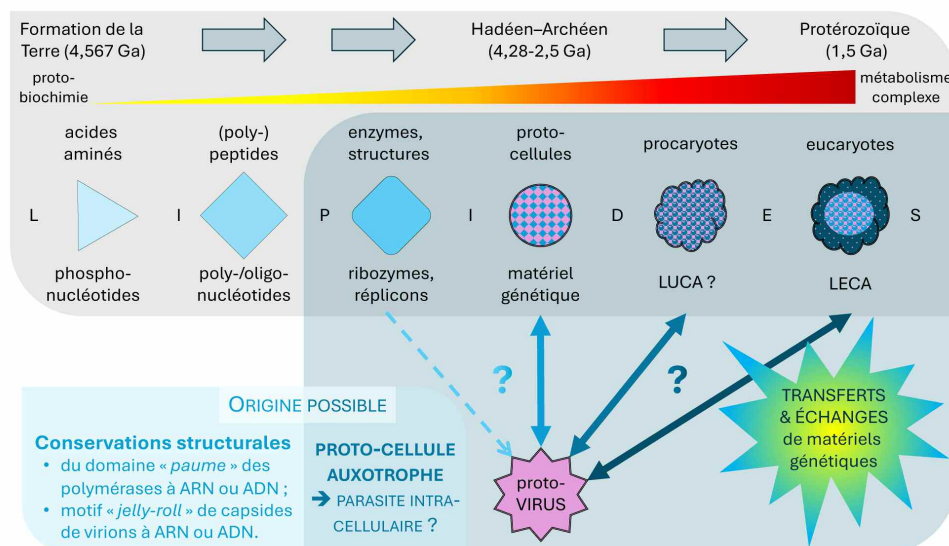 Formation de la
Terre (4,567 Ga)
Hadéen–Archéen
(4,28-2,5 Ga)
Protérozoïque
(1,5 Ga)
proto-
biochimie
métabolisme
complexe
acides
aminés
(poly-)
peptides
enzymes,
structures
proto-
cellules
procaryotes
eucaryotes
L I P I D E S
phospho-
nucléotides
poly-/oligo-
nucléotides
ribozymes,
réplicons
matériel
génétique
LUCA ?
LECA
? ?
ORIGINE POSSIBLE
Conservations structurales
• du domaine « paume » des
polymérases à ARN ou ADN ;
• motif « jelly-roll » de capsides
de virions à ARN ou ADN.
PROTO-CELLULE
AUXOTROPHE
➔ PARASITE INTRA-
CELLULAIRE ?
proto-
VIRUS
TRANSFERTS
& ÉCHANGES
de matériels
génétiques